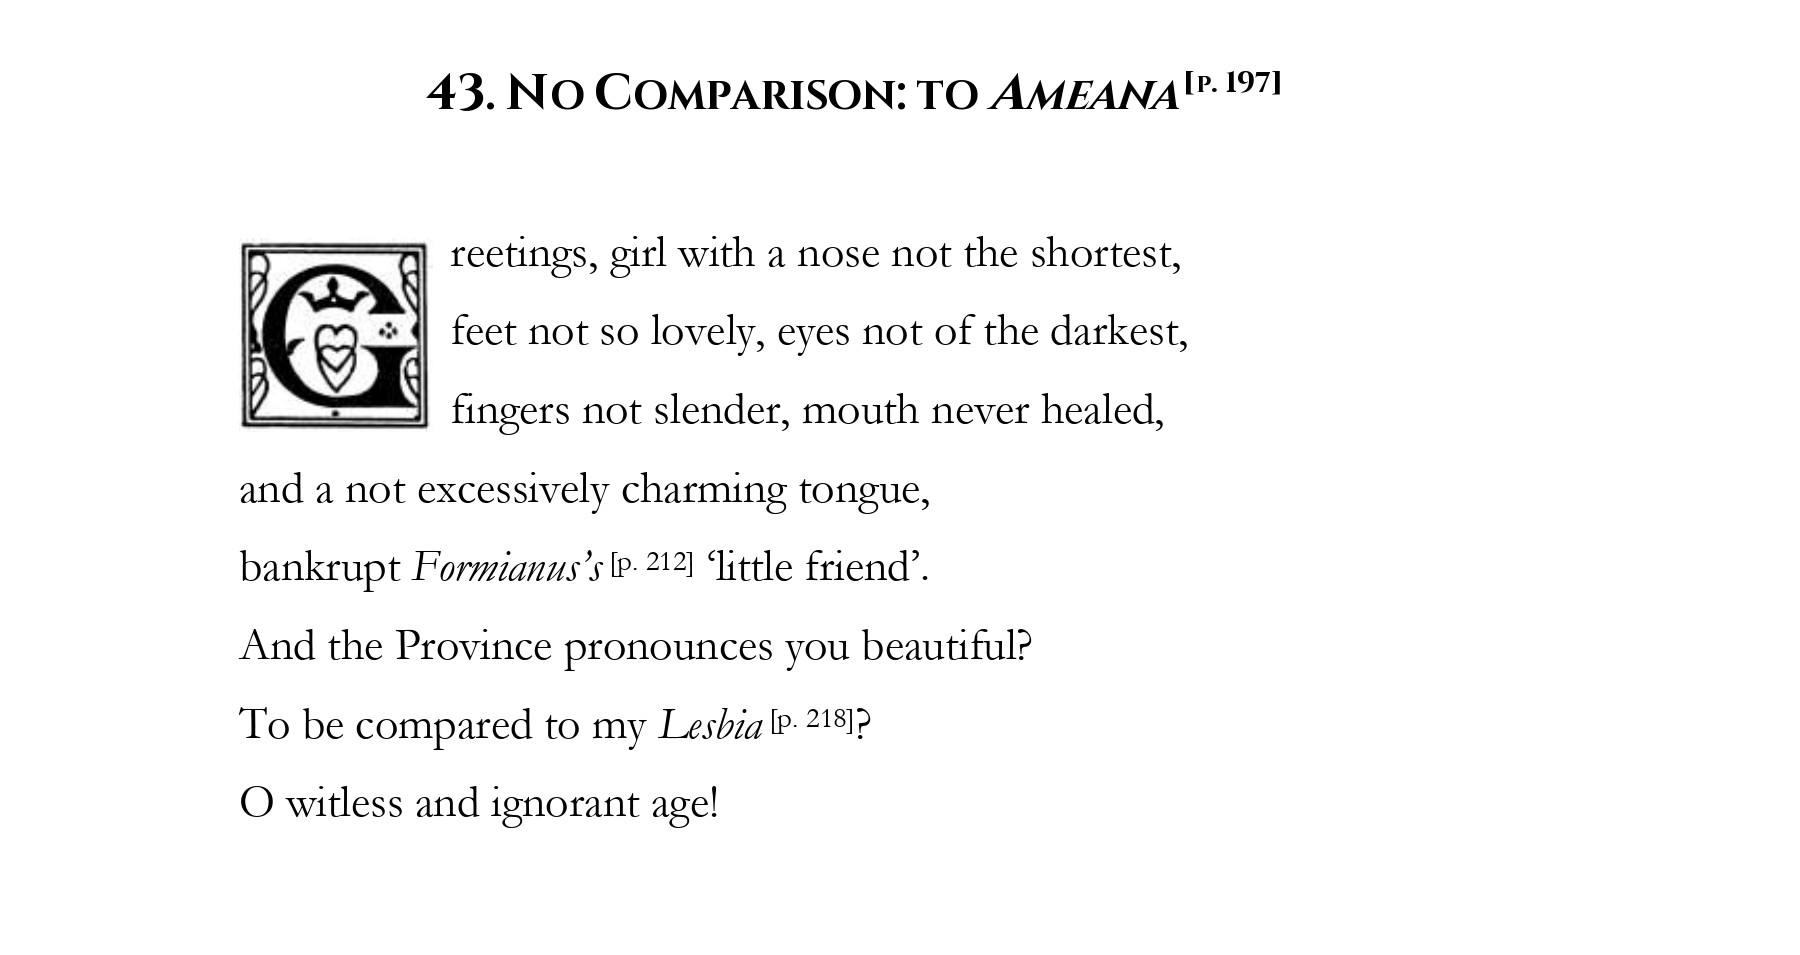 43. No Comparison: to Ameana [p. 197]
Greetings, girl with a nose not the shortest,
feet not so lovely, eyes not of the darkest,
fingers not slender, mouth never healed,
and a not excessively charming tongue,
bankrupt Formianus’s [p. 212] ‘little friend’.
And the Province pronounces you beautiful?
To be compared to my Lesbia [p. 218]?
O witless and ignorant age!